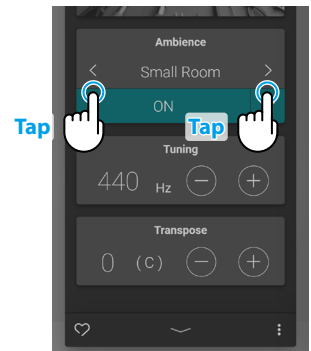 Ambience
Small Room
ON
Tap
Tap
Tuning
440 Hz
Transpose
0 (C)